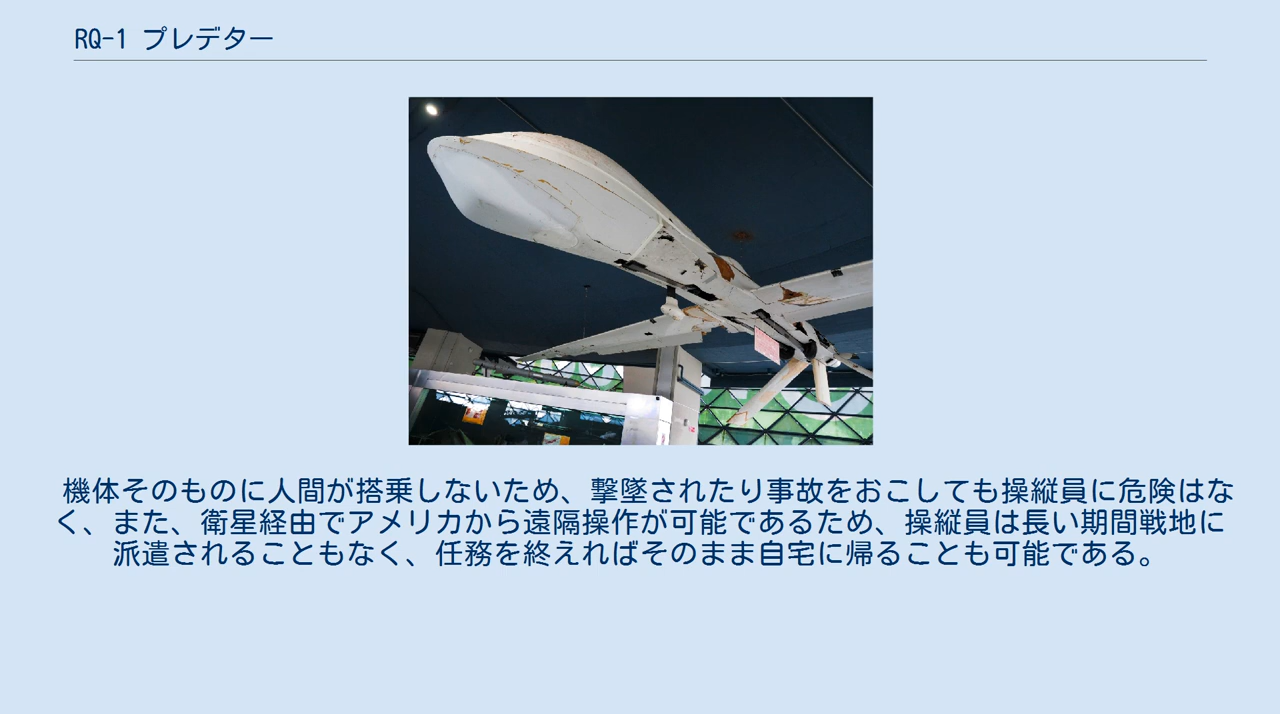 RQ-1 プレデター
機体そのものに人間が搭乗しないため、撃墜されたり事故をおこしても操縦員に危険はな
く、また、衛星経由でアメリカから遠隔操作が可能であるため、操縦員は長い期間戦地に
派遣されることもなく、任務を終えればそのまま自宅に帰ることも可能である。